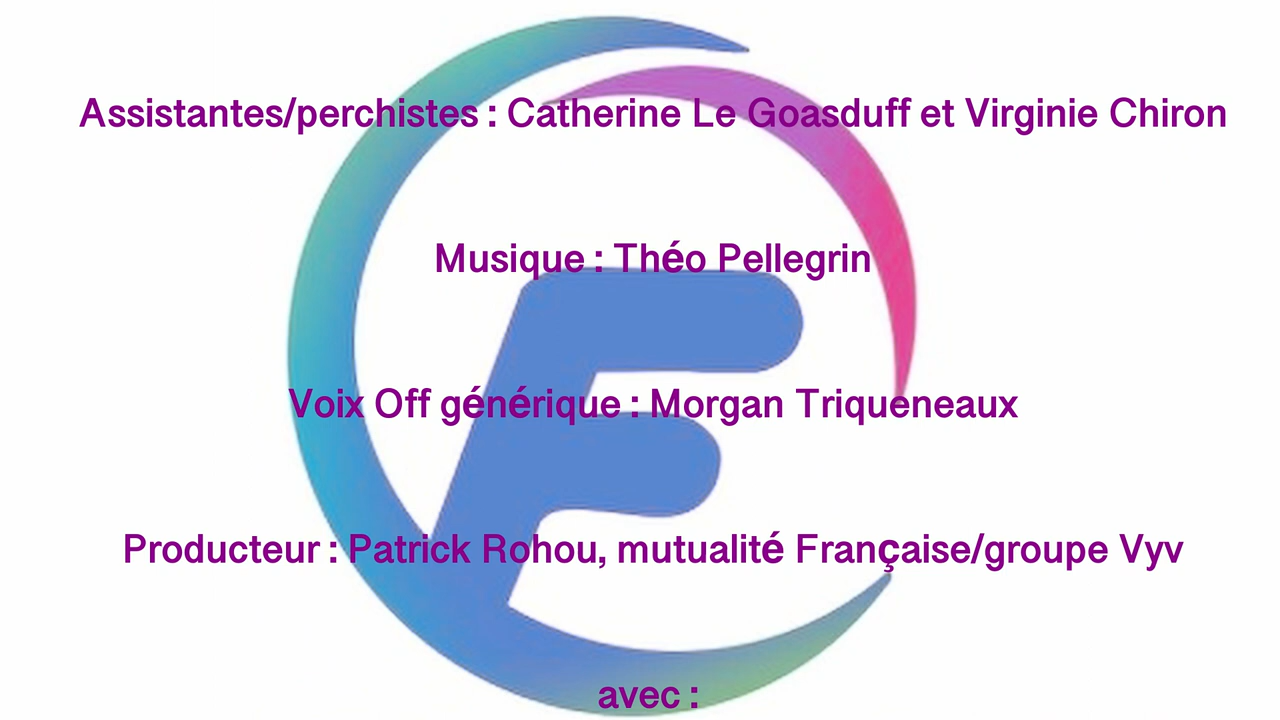 Assistantes/perchistes : Catherine Le Goasduff et Virginie Chiron
Musique : Théo Pellegrin
Voix Off générique : Morgan Triqueneaux
Producteur : Patrick Rohou, mutualité Française/groupe Vyv
avec :